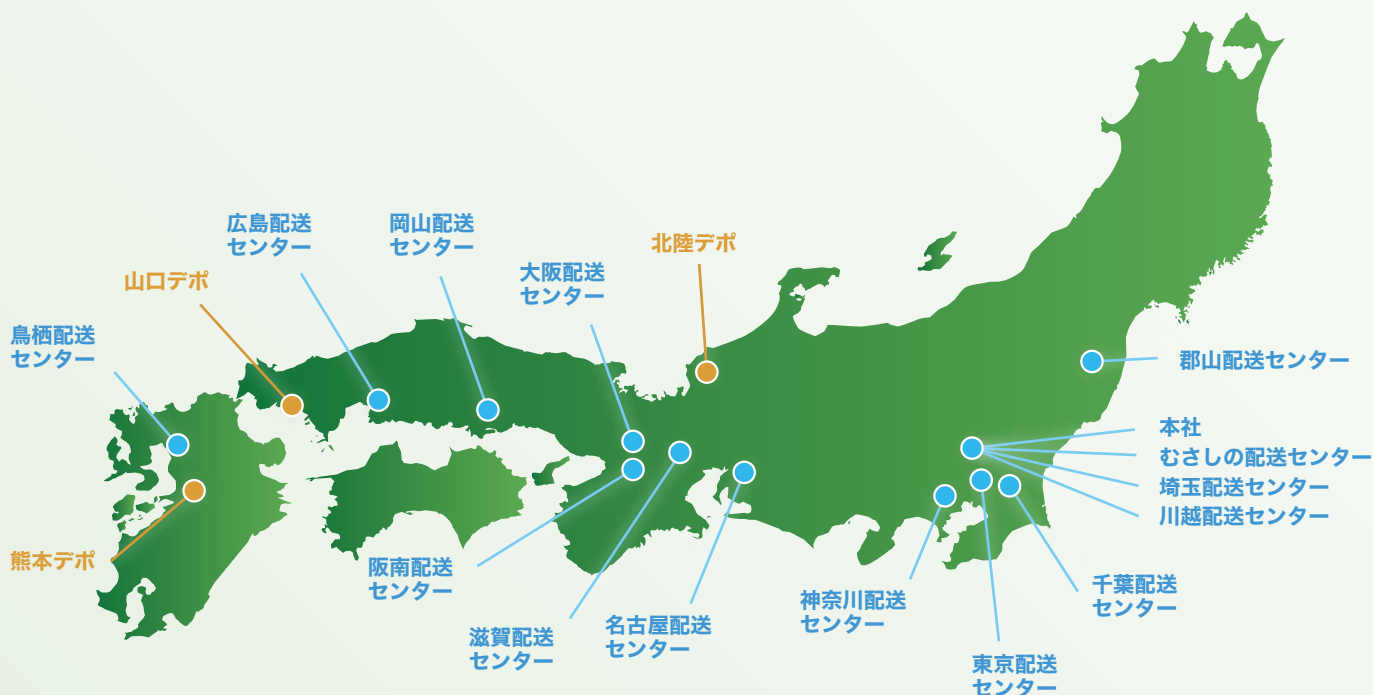 広島配送
センター
岡山配送
センター
北陸デポ
大阪配送
センター
山口デポ
鳥栖配送
センター
郡山配送センター
本社
むさしの配送センター
埼玉配送センター
川越配送センター
熊本デポ
阪南配送
センター
滋賀配送
センター
名古屋配送
センター
神奈川配送
センター
千葉配送
センター
東京配送
センター